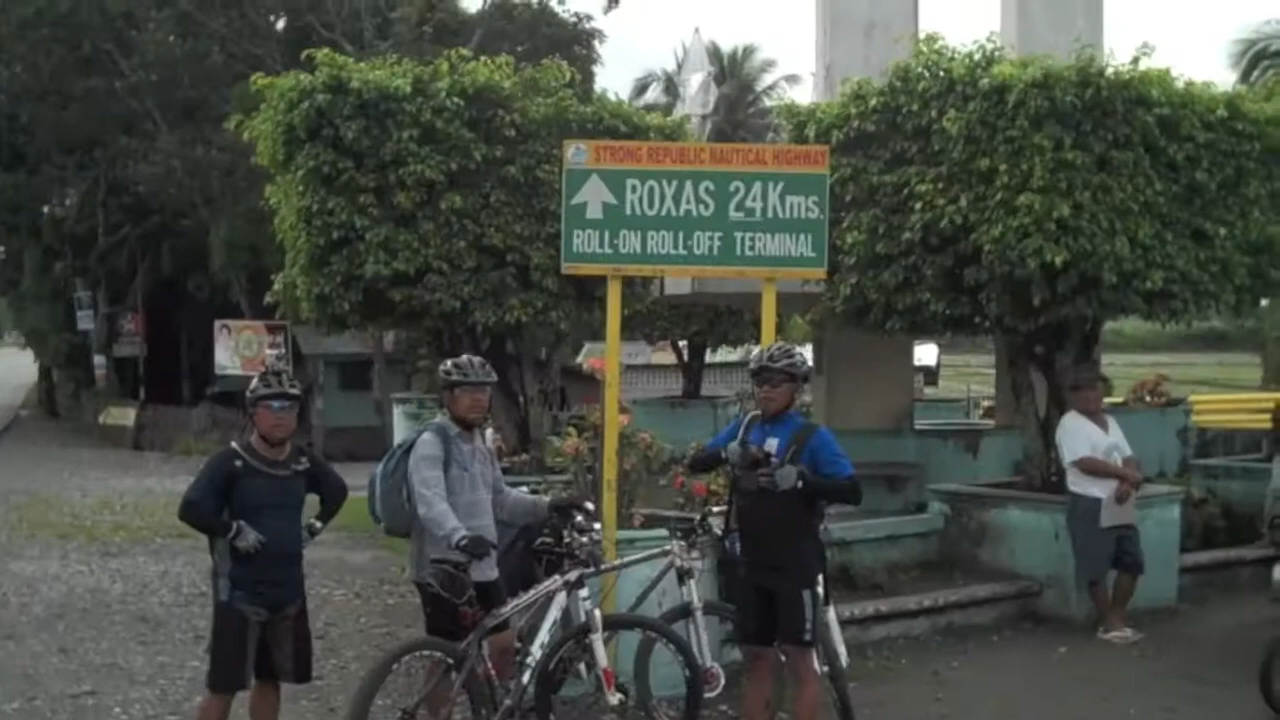 STRONG REPUBLIC NAUTICAL HIGHWAY
ROXAS 24Kms.
ROLL-ON ROLL-OFF TERMINAL